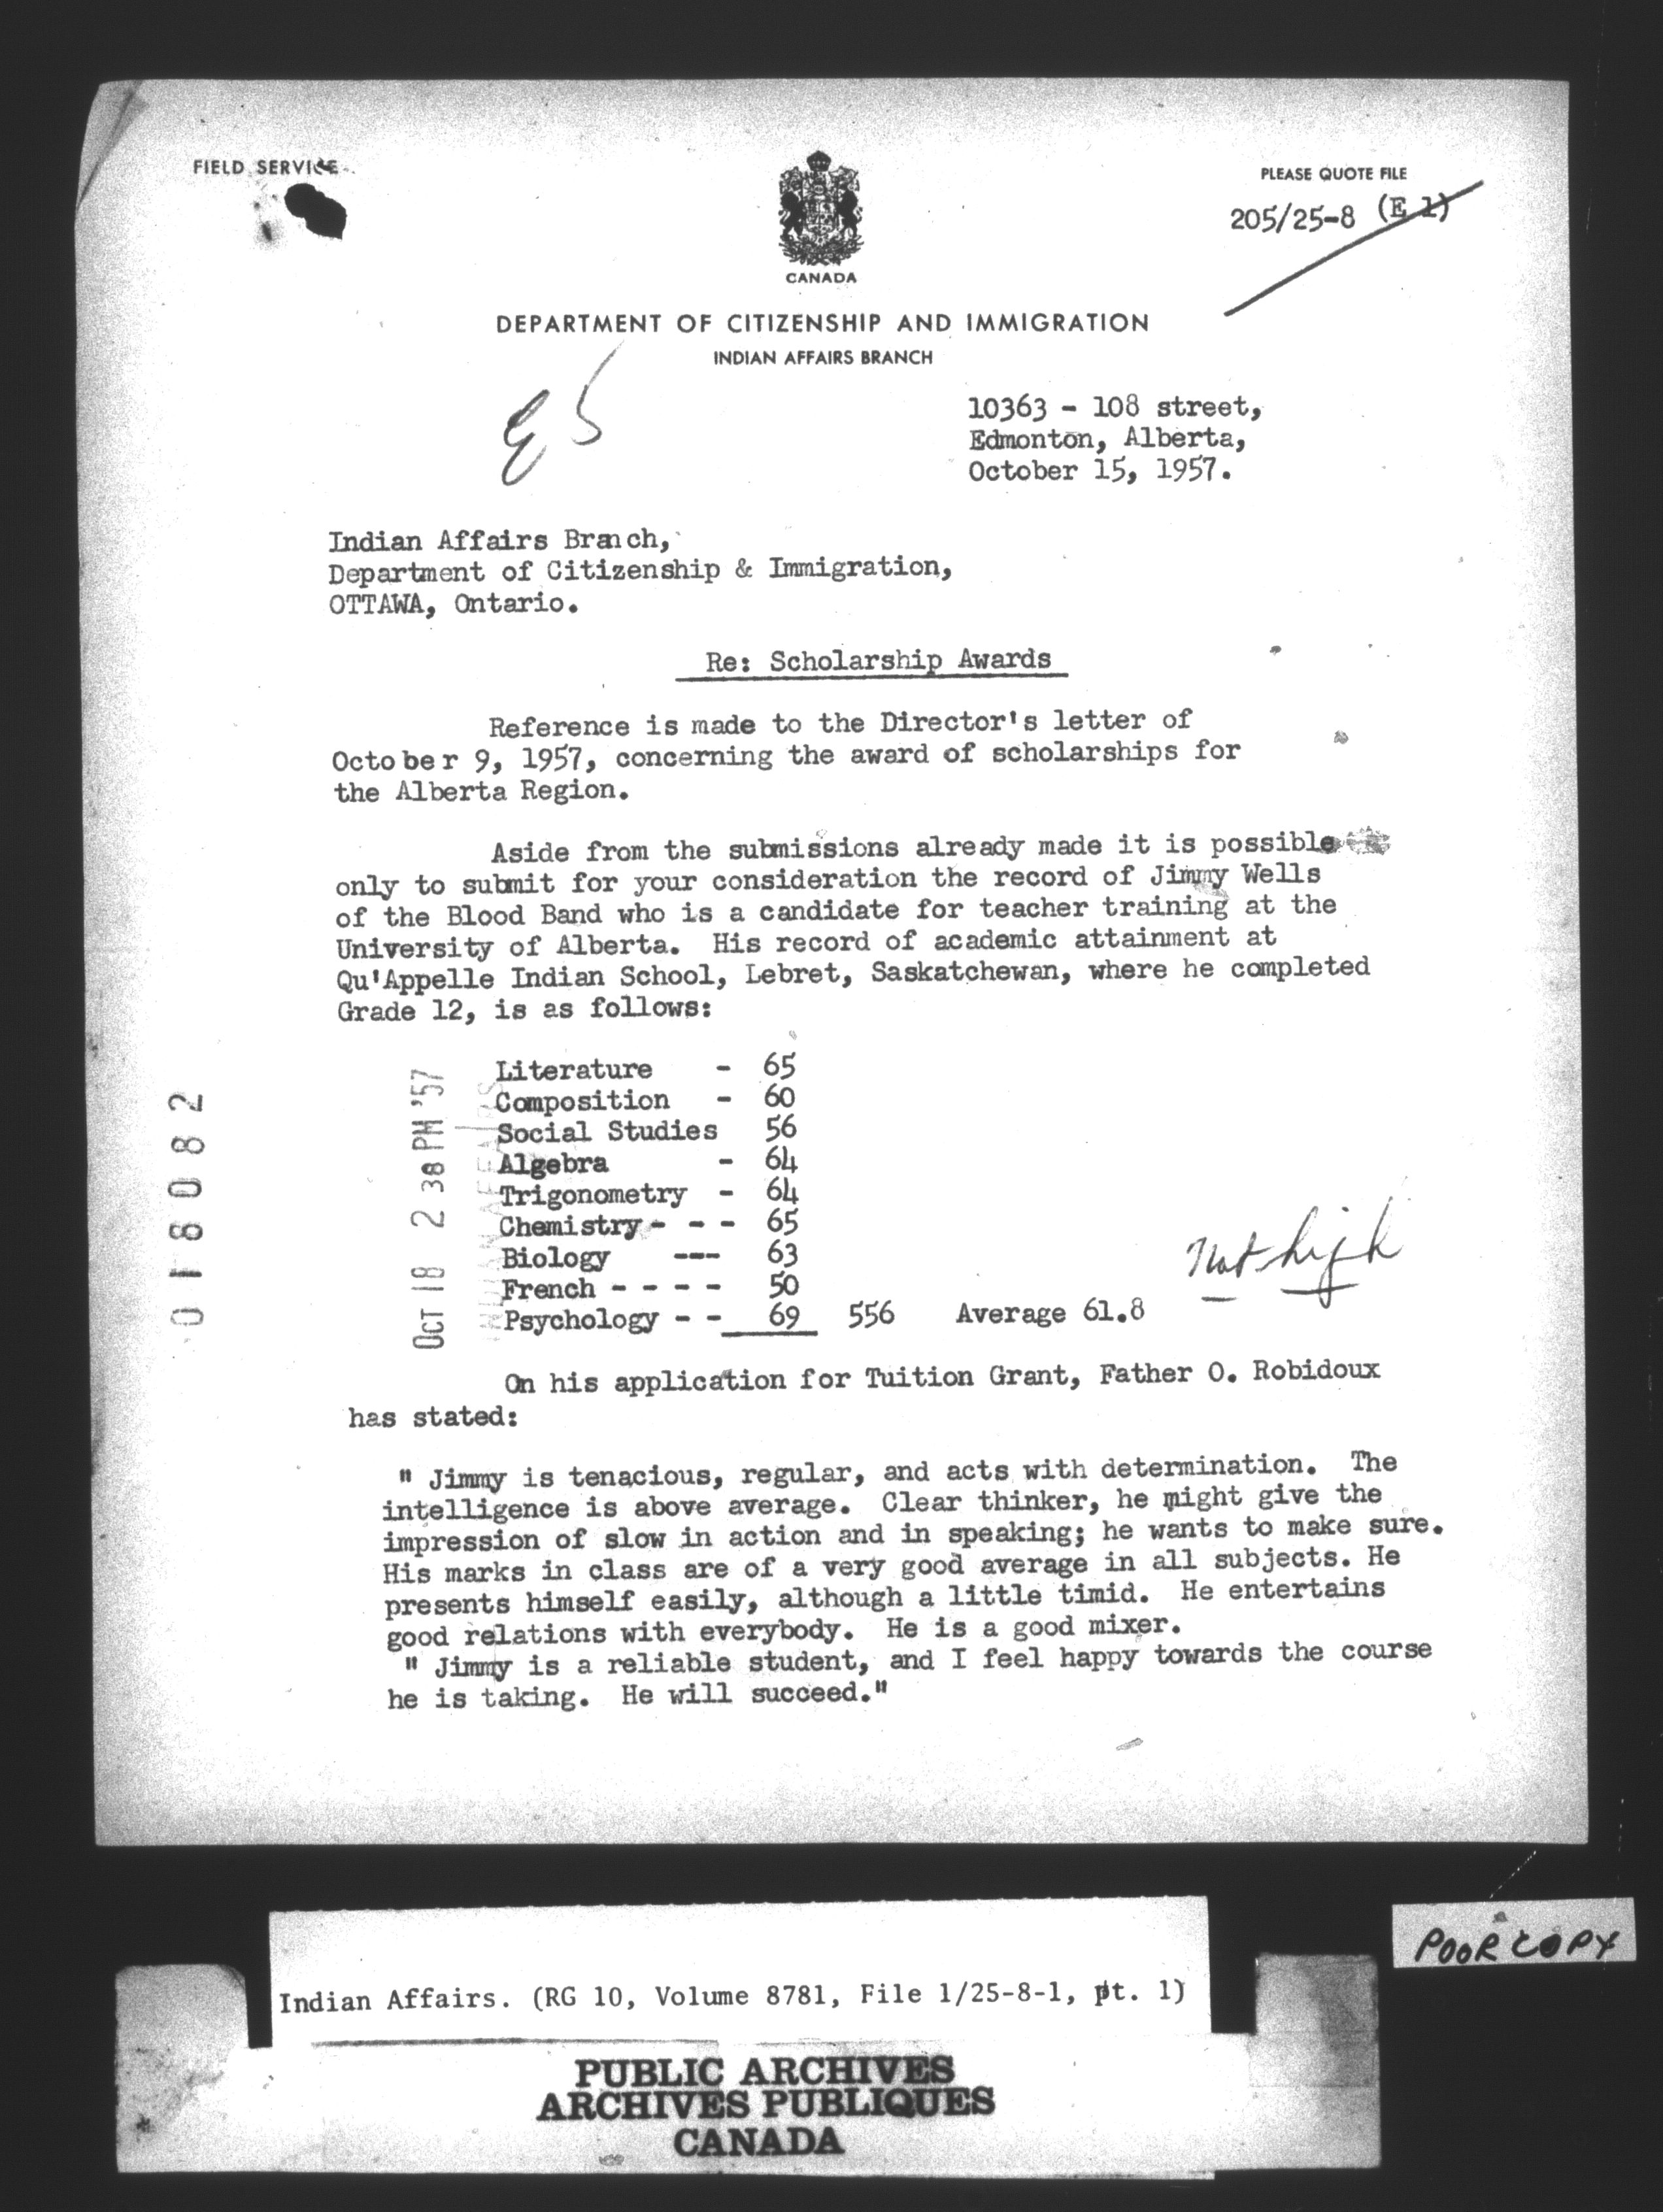 FIELD SERVICE
PLEASE QUOTE FILE
205/25-8 (E 1)
CANADA
DEPARTMENT OF CITIZENSHIP AND IMMIGRATION
INDIAN AFFAIRS BRANCH
E5
10363 - 108 street,
Edmonton, Alberta,
October 15, 1957.
Indian Affairs Branch,
Department of Citizenship & Immigration,
OTTAWA, Ontario.
Re: Scholarship Awards
Reference is made to the Director's letter of
October 9, 1957, concerning the award of scholarships for
the Alberta Region.
Aside from the submissions already made it is possible
only to submit for your consideration the record of Jimmy Wells
of the Blood Band who is a candidate for teacher training at the
University of Alberta. His record of academic attainment at
Qu'Appelle Indian School, Lebret, Saskatchewan, where he completed
Grade 12, is as follows:
Literature - 65
Composition - 60
Social Studies 56
Algebra - 64
Trigonometry - 64
Chemistry - - - 65
Biology --- 63
French - - - - 50
Psychology - - 69 556 Average 61.8
Not high
018082
OCT 18 2 38 PM '57
INDIAN AFFAIRS
On his application for Tuition Grant, Father O. Robidoux
has stated:
" Jimmy is tenacious, regular, and acts with determination. The
intelligence is above average. Clear thinker, he might give the
impression of slow in action and in speaking; he wants to make sure.
His marks in class are of a very good average in all subjects. He
presents himself easily, although a little timid. He entertains
good relations with everybody. He is a good mixer.
" Jimmy is a reliable student, and I feel happy towards the course
he is taking. He will succeed."
POOR COPY
Indian Affairs. (RG 10, Volume 8781, File 1/25-8-1, pt. 1)
PUBLIC ARCHIVES
ARCHIVES PUBLIQUES
CANADA